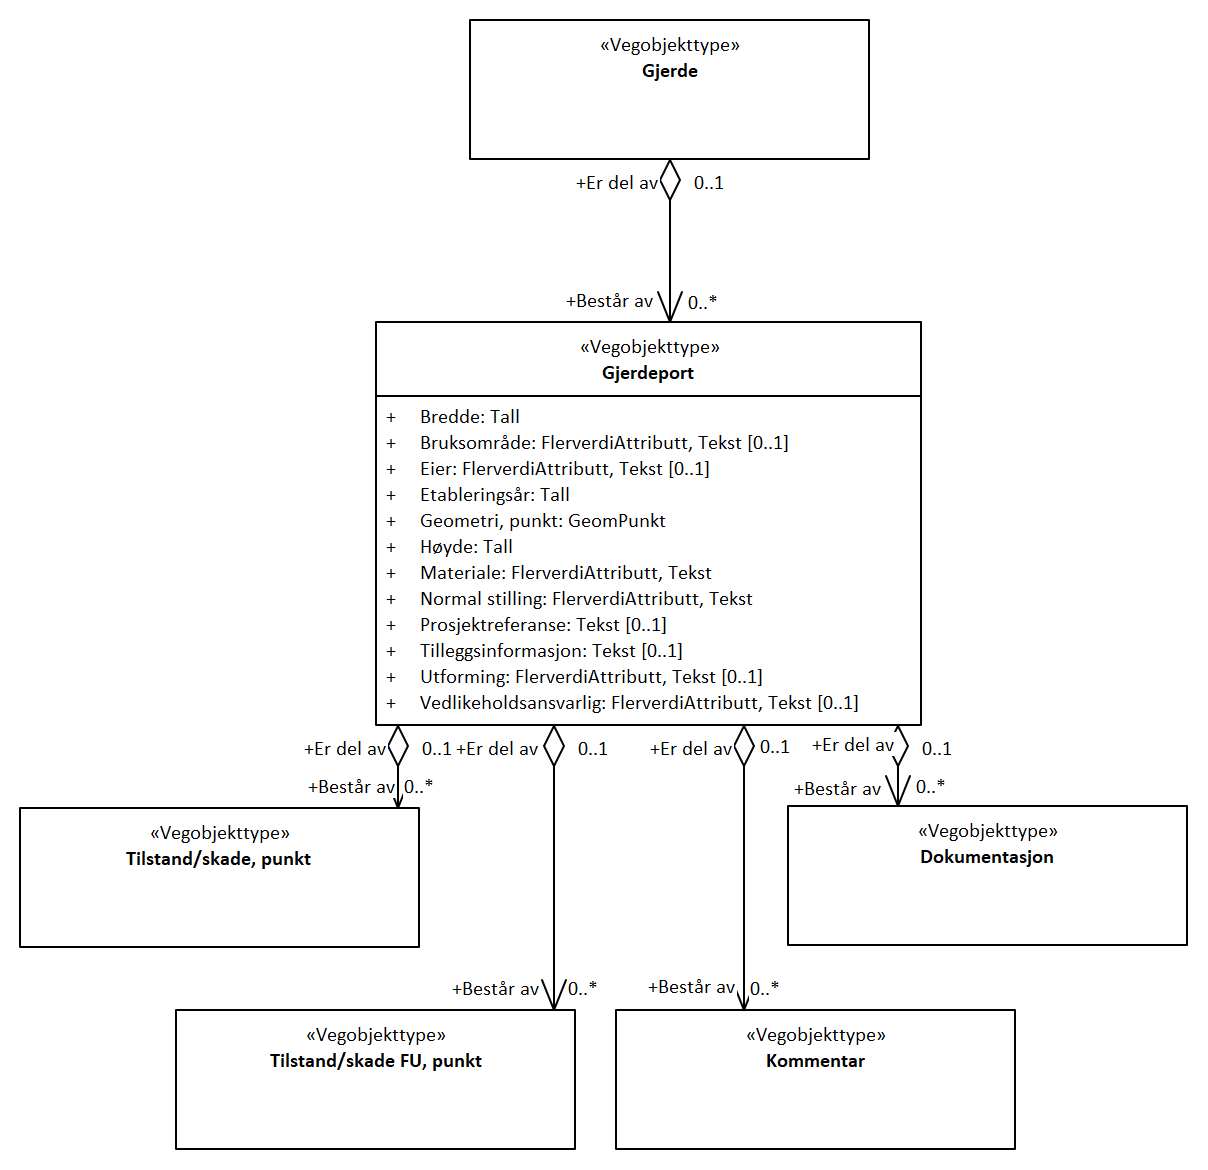 «Vegobjekttype»
Gjerde
+Er del av 0..1
+Består av 0..*
«Vegobjekttype»
Gjerdeport
+ Bredde: Tall
+ Bruksområde: FlerverdiAttributt, Tekst [0..1]
+ Eier: FlerverdiAttributt, Tekst [0..1]
+ Etableringsår: Tall
+ Geometri, punkt: GeomPunkt
+ Høyde: Tall
+ Materiale: FlerverdiAttributt, Tekst
+ Normal stilling: FlerverdiAttributt, Tekst
+ Prosjektreferanse: Tekst [0..1]
+ Tilleggsinformasjon: Tekst [0..1]
+ Utforming: FlerverdiAttributt, Tekst [0..1]
+ Vedlikeholdsansvarlig: FlerverdiAttributt, Tekst [0..1]
+Er del av 0..1 +Er del av 0..1 +Er del av 0..1 +Er del av 0..1
+Består av 0..* +Består av 0..*
«Vegobjekttype»
Tilstand/skade, punkt
«Vegobjekttype»
Dokumentasjon
+Består av 0..* +Består av 0..*
«Vegobjekttype»
Tilstand/skade FU, punkt
«Vegobjekttype»
Kommentar